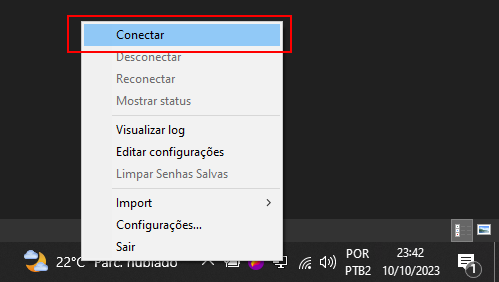 Conectar
Desconectar
Reconectar
Mostrar status
Visualizar log
Editar configurações
Limpar Senhas Salvas
Import
Configurações...
Sair
22°C Parc. nublado
POR
PTB2
23:42
10/10/2023
1